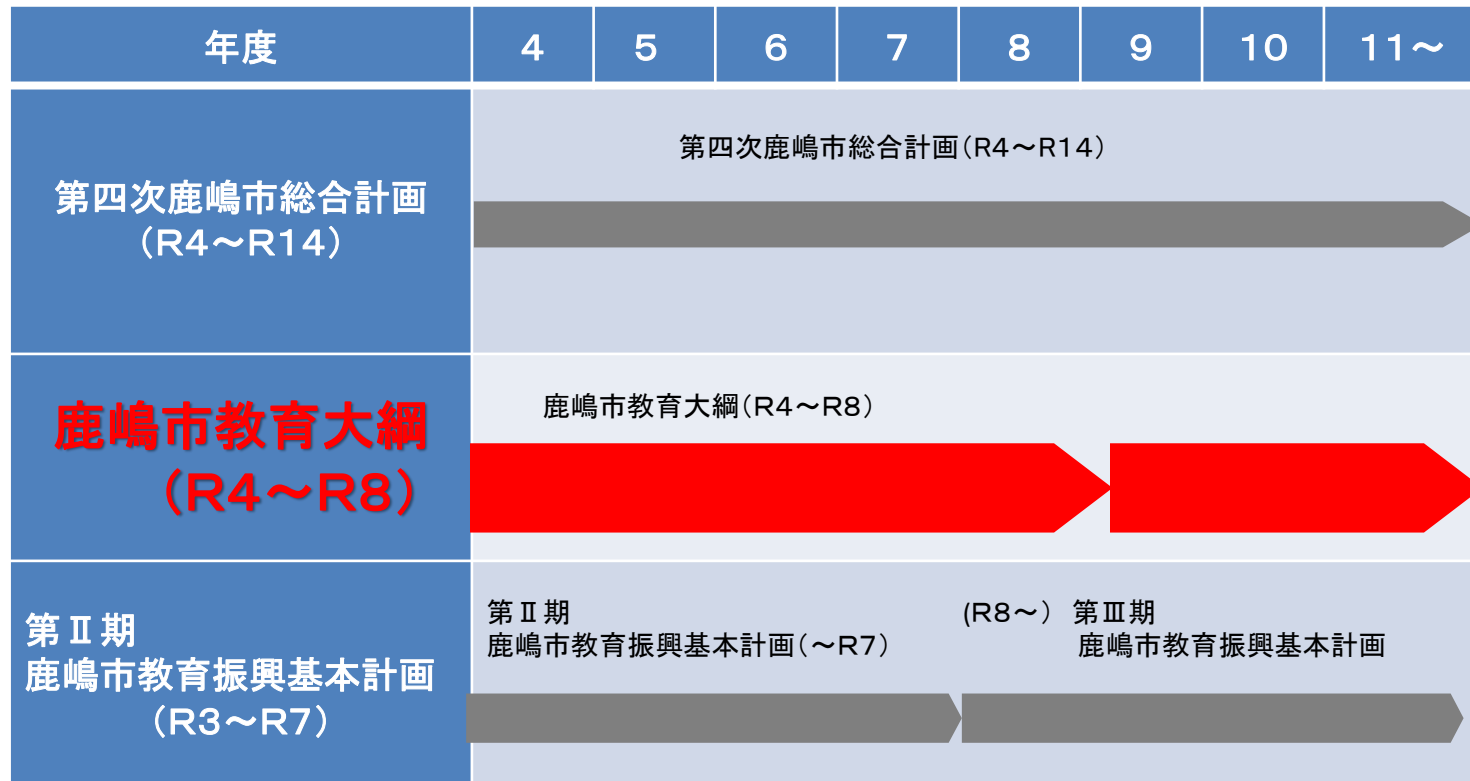 年度 4 5 6 7 8 9 10 11～
第四次鹿嶋市総合計画
（R4～R14）
第四次鹿嶋市総合計画（R4～R14）
鹿嶋市教育大綱
（R4～R8）
鹿嶋市教育大綱（R4～R8）
第Ⅱ期
鹿嶋市教育振興基本計画
（R3～R7）
第Ⅱ期
鹿嶋市教育振興基本計画（～R7）
(R8～） 第Ⅲ期
鹿嶋市教育振興基本計画